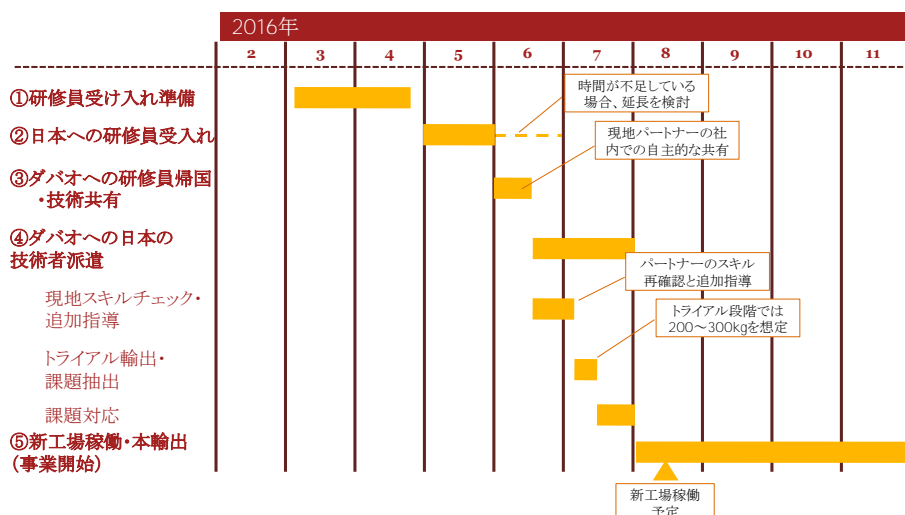 2016年
2 3 4 5 6 7 8 9 10 11
①研修員受け入れ準備
時間が不足している
場合、延長を検討
②日本への研修員受入れ
現地パートナーの社
内での自主的な共有
③ダバオへの研修員帰国
・技術共有
④ダバオへの日本の
技術者派遣
パートナーのスキル
再確認と追加指導
現地スキルチェック・
追加指導
トライアル段階では
200～300kgを想定
トライアル輸出・
課題抽出
課題対応
⑤新工場稼働・本輸出
（事業開始）
新工場稼働
予定